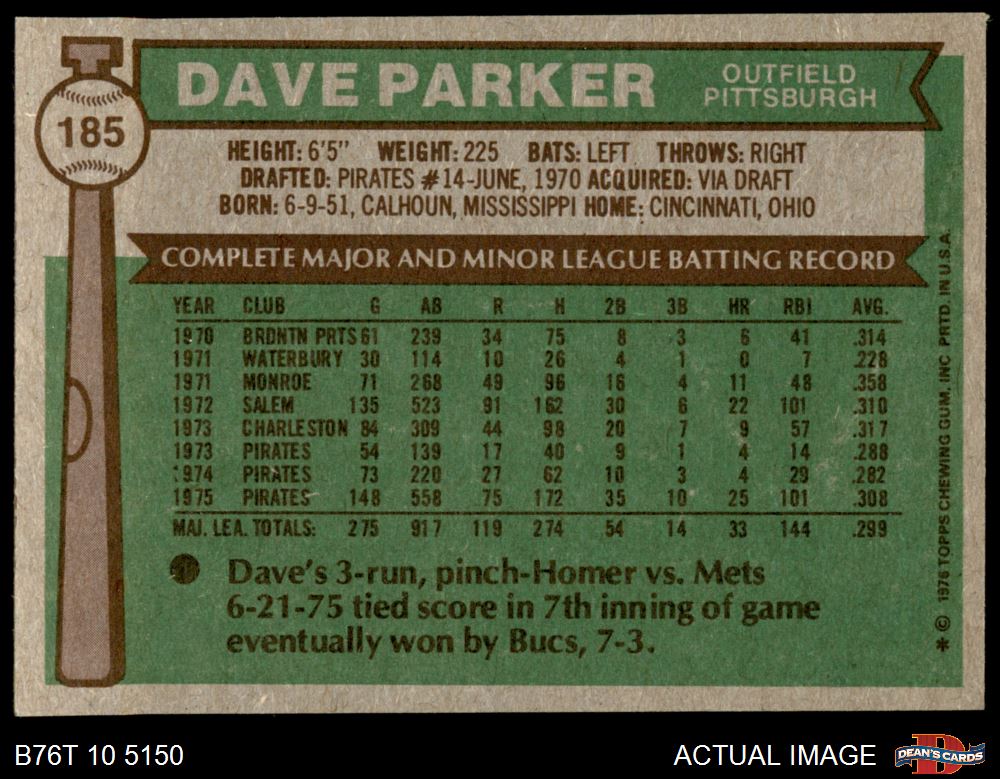 185
DAVE PARKER
OUTFIELD
PITTSBURGH
HEIGHT: 6'5" WEIGHT: 225 BATS: LEFT THROWS: RIGHT
DRAFTED: PIRATES #14-JUNE, 1970 ACQUIRED: VIA DRAFT
BORN: 6-9-51, CALHOUN, MISSISSIPPI HOME: CINCINNATI, OHIO
COMPLETE MAJOR AND MINOR LEAGUE BATTING RECORD
YEAR CLUB G AB R H 2B 3B HR RBI AVG.
1970 BRDNTN PRTS 61 239 34 75 8 3 6 41 .314
1971 WATERBURY 30 114 10 26 4 1 0 7 .228
1971 MONROE 71 268 49 96 16 4 11 48 .358
1972 SALEM 135 523 91 162 30 6 22 101 .310
1973 CHARLESTON 84 309 44 98 20 7 9 57 .317
1973 PIRATES 54 139 17 40 9 1 4 14 .288
1974 PIRATES 73 220 27 62 10 3 4 29 .282
1975 PIRATES 148 558 75 172 35 10 25 101 .308
MAJ. LEA. TOTALS: 275 917 119 274 54 14 33 144 .299
Dave's 3-run, pinch-Homer vs. Mets
6-21-75 tied score in 7th inning of game
eventually won by Bucs, 7-3.
* © 1976 TOPPS CHEWING GUM, INC. PRTD. IN U.S.A.
B76T 10 5150
ACTUAL IMAGE
D
DEAN'S CARDS